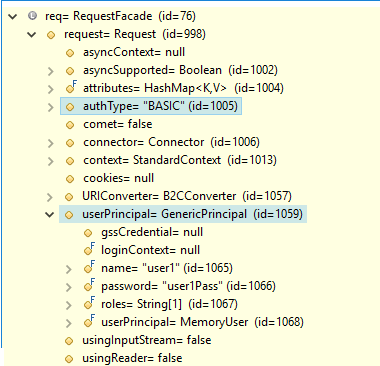 req= RequestFacade (id=76)
request= Request (id=998)
asyncContext= null
asyncSupported= Boolean (id=1002)
F attributes= HashMap<K,V> (id=1004)
authType= "BASIC" (id=1005)
comet= false
connector= Connector (id=1006)
context= StandardContext (id=1013)
cookies= null
URIConverter= B2CConverter (id=1057)
userPrincipal= GenericPrincipal (id=1059)
F gssCredential= null
F loginContext= null
F name= "user1" (id=1065)
F password= "user1Pass" (id=1066)
F roles= String[1] (id=1067)
F userPrincipal= MemoryUser (id=1068)
usingInputStream= false
usingReader= false